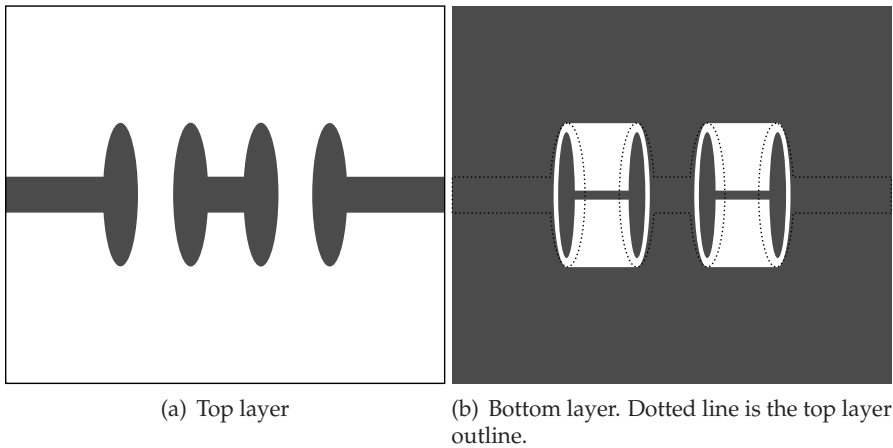 (a) Top layer
(b) Bottom layer. Dotted line is the top layer
outline.